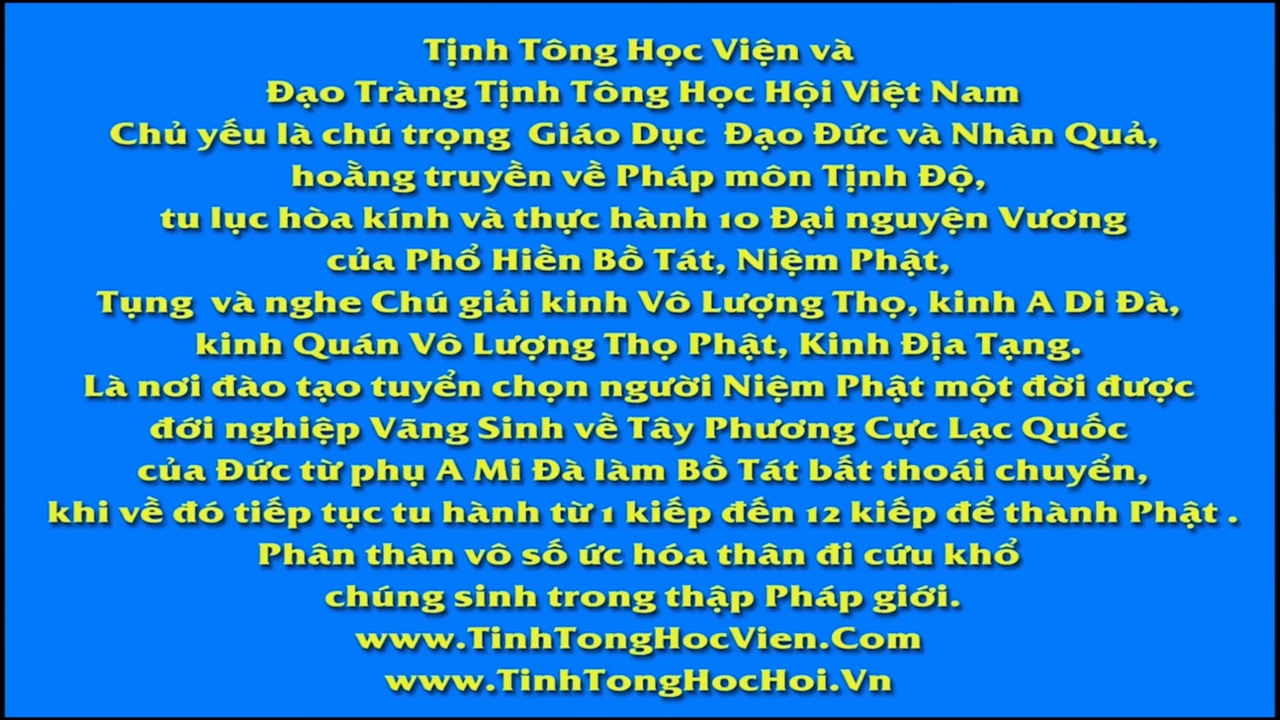 Tịnh Tông Học Viện và
Đạo Tràng Tịnh Tông Học Hội Việt Nam
Chủ yếu là chú trọng Giáo Dục Đạo Đức và Nhân Quả,
hoằng truyền về Pháp môn Tịnh Độ,
tu lục hòa kính và thực hành 10 Đại nguyện Vương
của Phổ Hiền Bồ Tát, Niệm Phật,
Tụng và nghe Chú giải kinh Vô Lượng Thọ, kinh A Di Đà,
kinh Quán Vô Lượng Thọ Phật, Kinh Địa Tạng.
Là nơi đào tạo tuyển chọn người Niệm Phật một đời được
đới nghiệp Vãng Sinh về Tây Phương Cực Lạc Quốc
của Đức từ phụ A Mi Đà làm Bồ Tát bất thoái chuyển,
khi về đó tiếp tục tu hành từ 1 kiếp đến 12 kiếp để thành Phật .
Phân thân vô số ức hóa thân đi cứu khổ
chúng sinh trong thập Pháp giới.
www.TinhTongHocVien.Com
www.TinhTongHocHoi.Vn